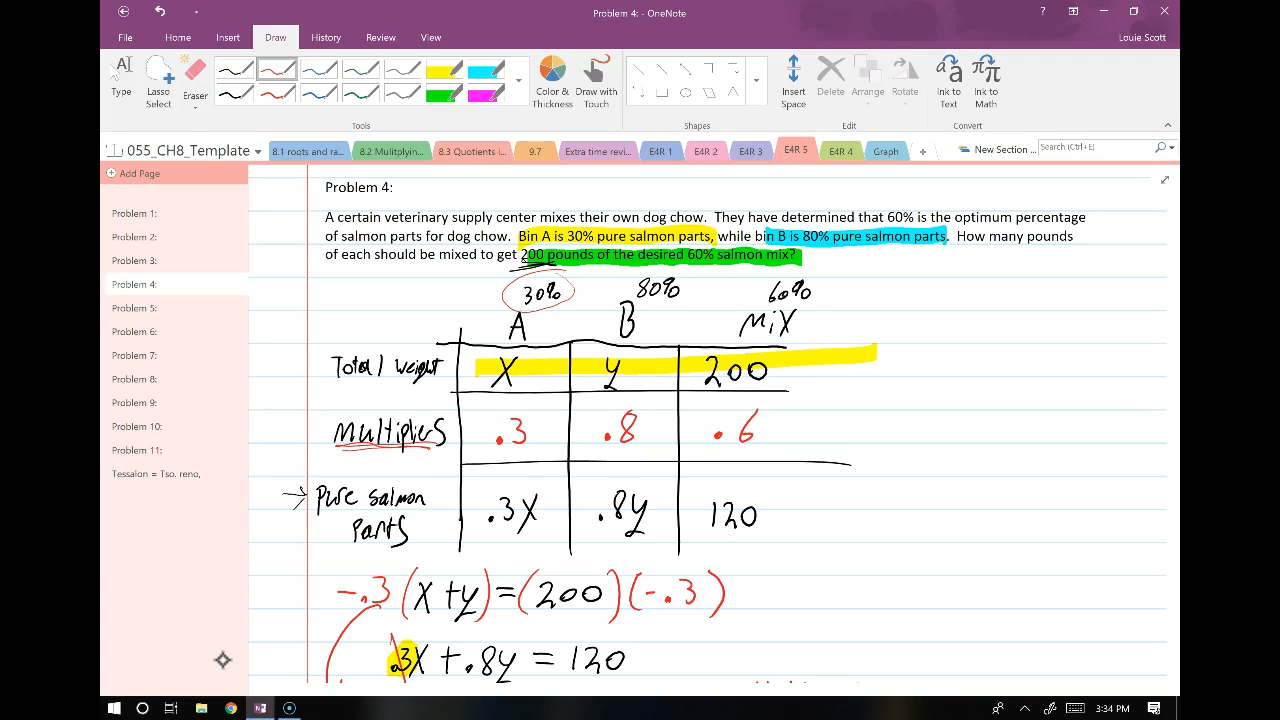 Problem 4: - OneNote
File Home Insert Draw History Review View
Louie Scott
Type
Lasso Select
Eraser
Color & Thickness
Draw with Touch
Insert Space
Delete
Arrange
Rotate
Ink to Text
Ink to Math
Tools
Shapes
Edit
Convert
055_CH8_Template
8.1 roots and ra...
8.2 Mulitplyin...
8.3 Quotients i...
9.7
Extra time revi...
E4R 1
E4R 2
E4R 3
E4R 5
E4R 4
Graph
+
New Section ...
Search (Ctrl+E)
Add Page
Problem 1:
Problem 2:
Problem 3:
Problem 4:
Problem 5:
Problem 6:
Problem 7:
Problem 8:
Problem 9:
Problem 10:
Problem 11:
Tessalon = Tso. reno,
Problem 4:
A certain veterinary supply center mixes their own dog chow. They have determined that 60% is the optimum percentage
of salmon parts for dog chow. Bin A is 30% pure salmon parts, while bin B is 80% pure salmon parts. How many pounds
of each should be mixed to get 200 pounds of the desired 60% salmon mix?
30% 80% 60%
A B MiX
Total weight X y 200
multipliers .3 .8 .6
Pure salmon parts .3X .8y 120
-.3 (X + y) = (200)(-.3)
.3X + .8y = 120
3:34 PM